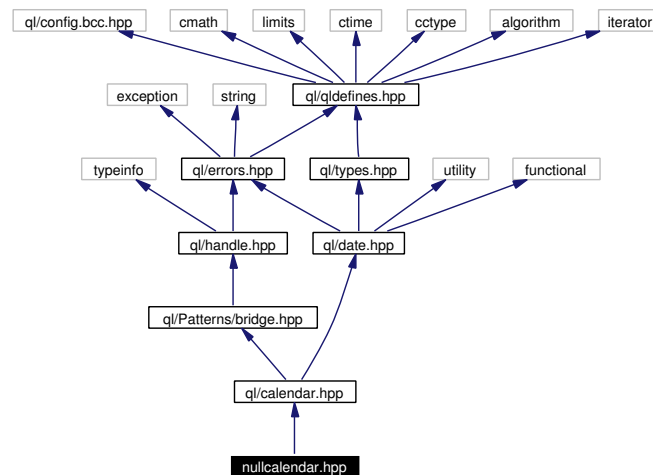 ql/config.bcc.hpp
cmath
limits
ctime
cctype
algorithm
iterator
exception
string
ql/qldefines.hpp
typeinfo
ql/errors.hpp
ql/types.hpp
utility
functional
ql/handle.hpp
ql/date.hpp
ql/Patterns/bridge.hpp
ql/calendar.hpp
nullcalendar.hpp